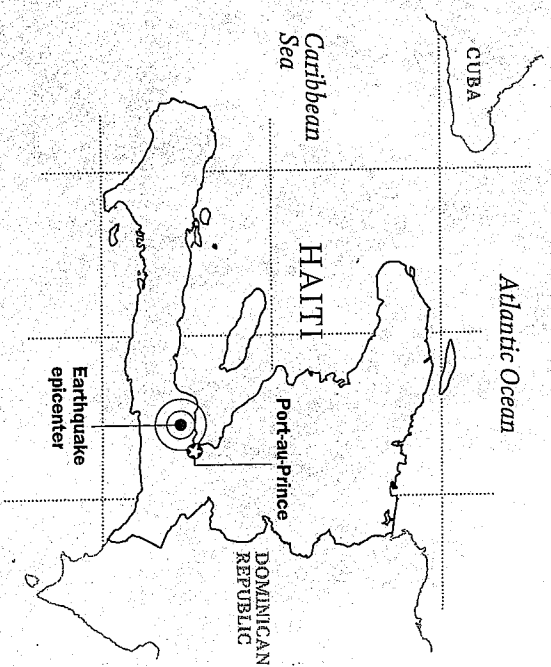 CUBA
Atlantic Ocean
Caribbean
Sea
HAITI
Port-au-Prince
DOMINICAN
REPUBLIC
Earthquake
epicenter